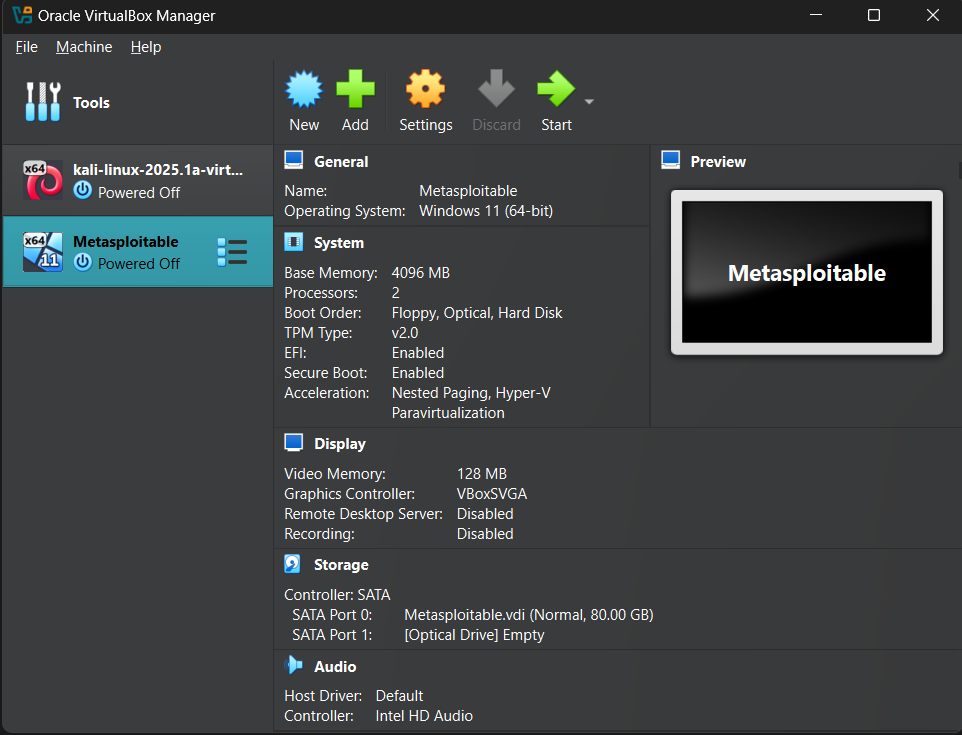 Oracle VirtualBox Manager
File Machine Help
Tools
New Add Settings Discard Start
x64
kali-linux-2025.1a-virt...
Powered Off
x64
11
Metasploitable
Powered Off
General
Name: Metasploitable
Operating System: Windows 11 (64-bit)
Preview
Metasploitable
System
Base Memory: 4096 MB
Processors: 2
Boot Order: Floppy, Optical, Hard Disk
TPM Type: v2.0
EFI: Enabled
Secure Boot: Enabled
Acceleration: Nested Paging, Hyper-V
Paravirtualization
Display
Video Memory: 128 MB
Graphics Controller: VBoxSVGA
Remote Desktop Server: Disabled
Recording: Disabled
Storage
Controller: SATA
SATA Port 0: Metasploitable.vdi (Normal, 80.00 GB)
SATA Port 1: [Optical Drive] Empty
Audio
Host Driver: Default
Controller: Intel HD Audio